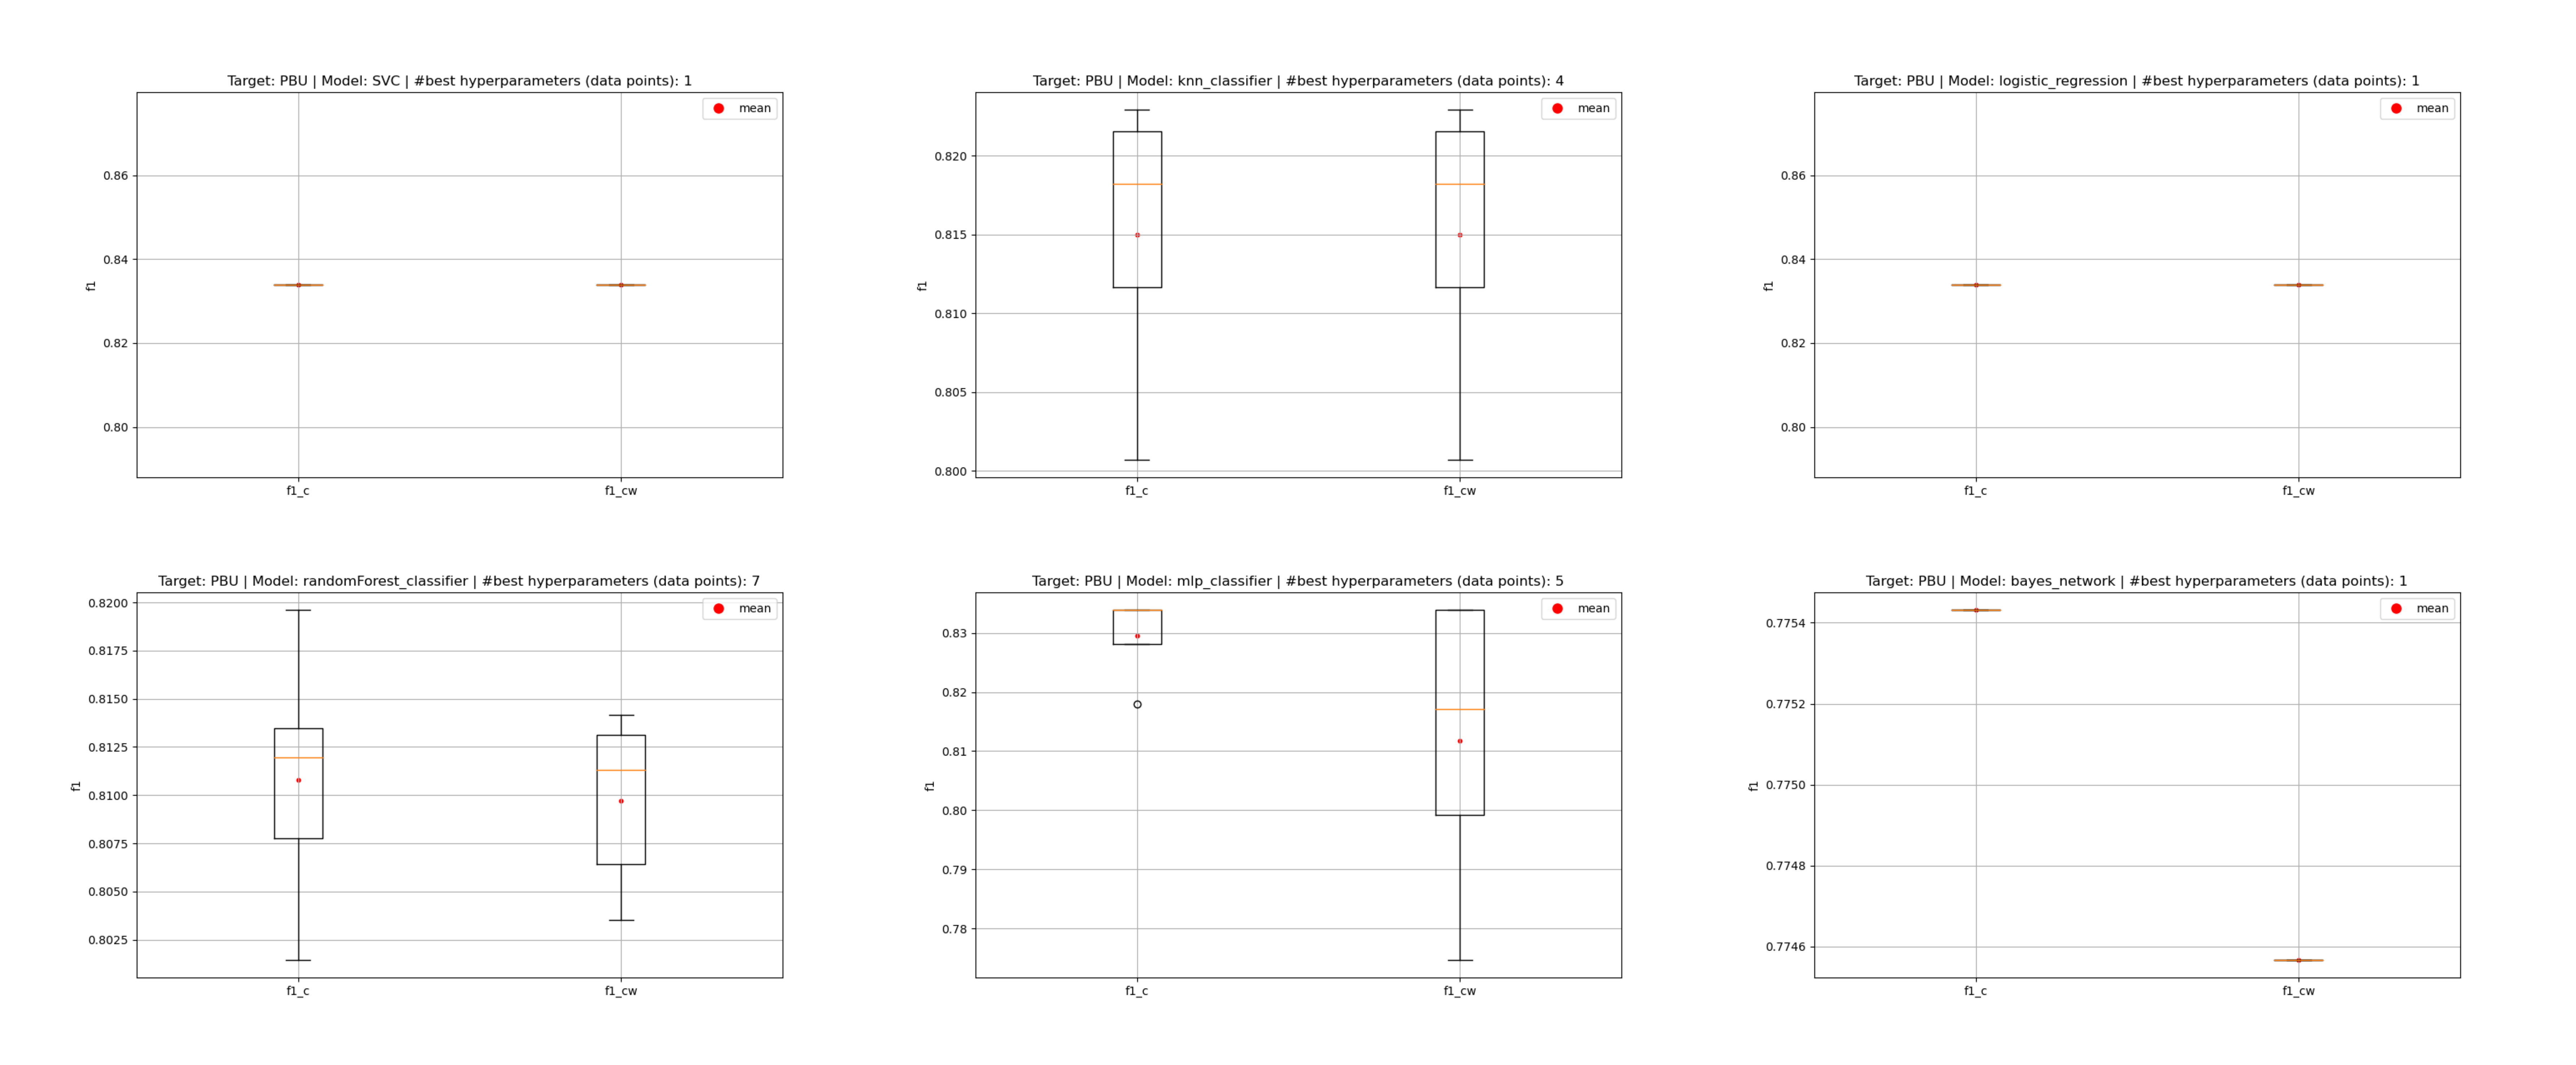 Target: PBU | Model: SVC | #best hyperparameters (data points): 1
mean
0.86
0.84
0.82
0.80
f1
f1_c
f1_cw
Target: PBU | Model: knn_classifier | #best hyperparameters (data points): 4
mean
0.820
0.815
0.810
0.805
0.800
f1
f1_c
f1_cw
Target: PBU | Model: logistic_regression | #best hyperparameters (data points): 1
mean
0.86
0.84
0.82
0.80
f1
f1_c
f1_cw
Target: PBU | Model: randomForest_classifier | #best hyperparameters (data points): 7
mean
0.8200
0.8175
0.8150
0.8125
0.8100
0.8075
0.8050
0.8025
f1
f1_c
f1_cw
Target: PBU | Model: mlp_classifier | #best hyperparameters (data points): 5
mean
0.83
0.82
0.81
0.80
0.79
0.78
f1
f1_c
f1_cw
Target: PBU | Model: bayes_network | #best hyperparameters (data points): 1
mean
0.7754
0.7752
0.7750
0.7748
0.7746
f1
f1_c
f1_cw